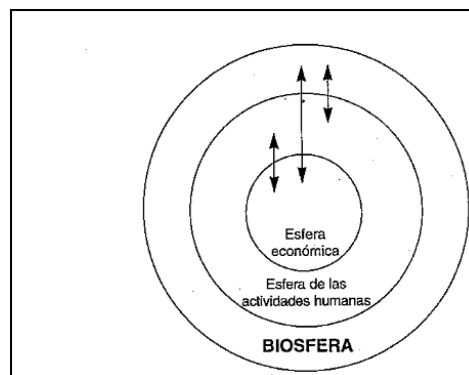 Esfera
económica
Esfera de las
actividades humanas
BIOSFERA